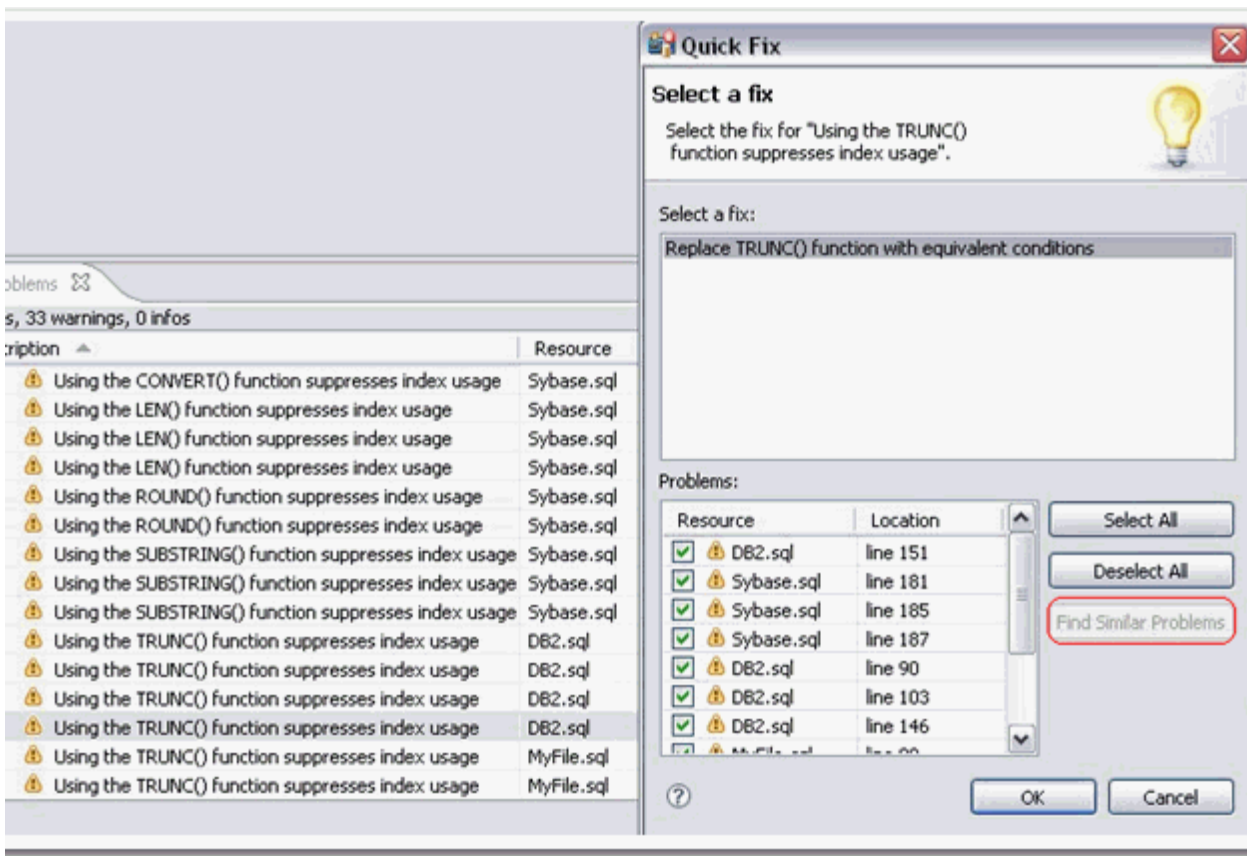 Quick Fix
Select a fix
Select the fix for "Using the TRUNC()
function suppresses index usage".
Select a fix:
Replace TRUNC() function with equivalent conditions
oblems
s, 33 warnings, 0 infos
ription Resource
Using the CONVERT() function suppresses index usage Sybase.sql
Using the LEN() function suppresses index usage Sybase.sql
Using the LEN() function suppresses index usage Sybase.sql
Using the LEN() function suppresses index usage Sybase.sql
Using the ROUND() function suppresses index usage Sybase.sql
Using the ROUND() function suppresses index usage Sybase.sql
Using the SUBSTRING() function suppresses index usage Sybase.sql
Using the SUBSTRING() function suppresses index usage Sybase.sql
Using the SUBSTRING() function suppresses index usage Sybase.sql
Using the TRUNC() function suppresses index usage DB2.sql
Using the TRUNC() function suppresses index usage DB2.sql
Using the TRUNC() function suppresses index usage DB2.sql
Using the TRUNC() function suppresses index usage DB2.sql
Using the TRUNC() function suppresses index usage MyFile.sql
Using the TRUNC() function suppresses index usage MyFile.sql
Problems:
Resource Location
DB2.sql line 151
Sybase.sql line 181
Sybase.sql line 185
Sybase.sql line 187
DB2.sql line 90
DB2.sql line 103
DB2.sql line 146
Select All
Deselect All
Find Similar Problems
OK Cancel